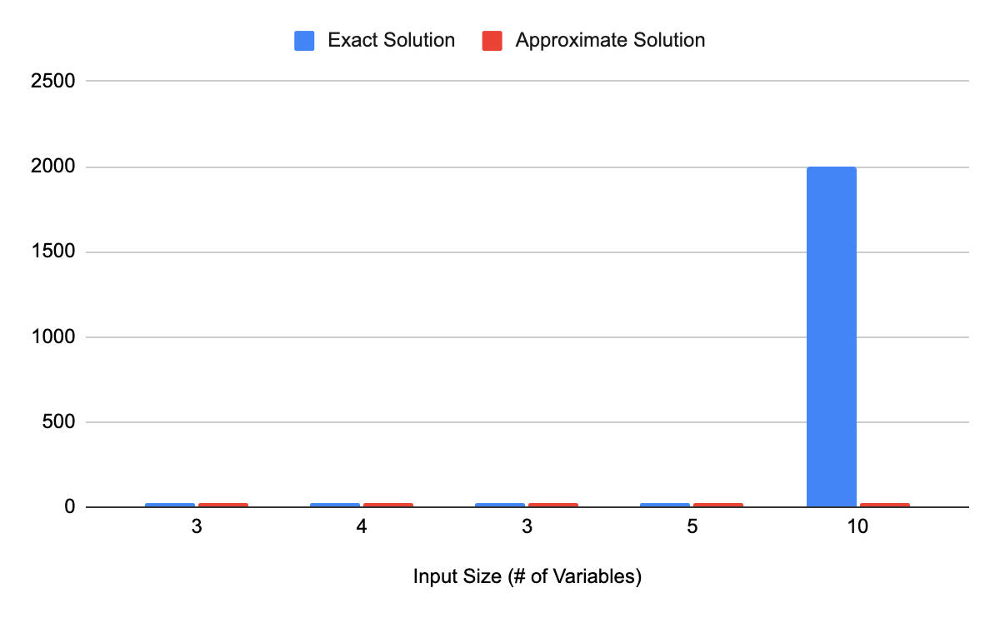 Exact Solution Approximate Solution
2500
2000
1500
1000
500
0
3 4 3 5 10
Input Size (# of Variables)